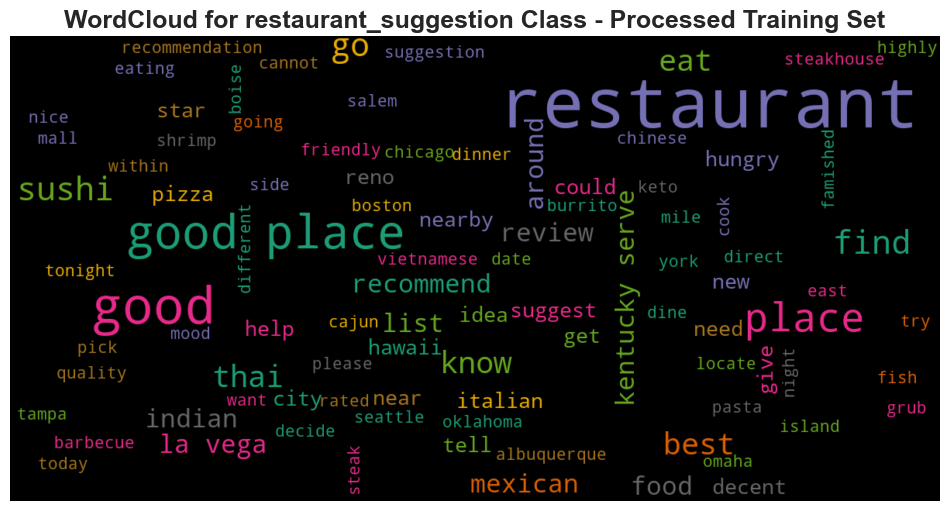 WordCloud for restaurant_suggestion Class - Processed Training Set
recommendation
go
suggestion
highly
eating
boise
cannot
eat
steakhouse
star
salem
restaurant
nice
going
mall
shrimp
friendly
chicago
dinner
around
chinese
hungry
famished
within
sushi
pizza
side
reno
could
keto
boston
burrito
nearby
mile
cook
good place
different
review
kentucky serve
find
tonight
vietnamese
date
york
direct
recommend
new
east
good
mood
help
cajun
list
idea
suggest
get
dine
need
place
try
pick
hawaii
please
know
locate
give
night
quality
thai
fish
want
city
rated
near
italian
pasta
grub
tampa
indian
seattle
oklahoma
island
decide
barbecue
la vega
tell
best
today
steak
albuquerque
omaha
mexican
food
decent